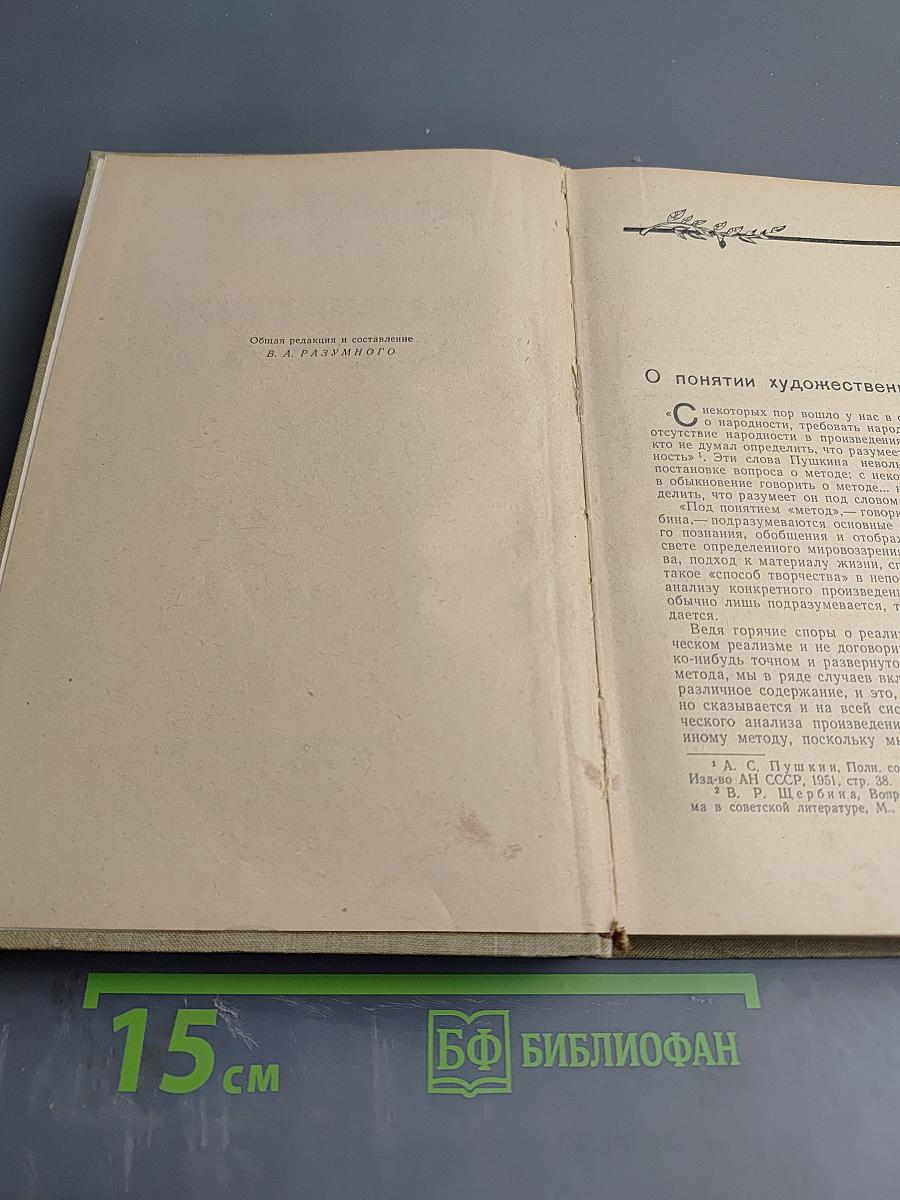 Общая редакция и составление
В. А. РАЗУМНОГО
О понятии художествен
«С некоторых пор вошло у нас в
о народности, требовать народ
отсутствие народности в произведения
кто не думал определить, что разумее
ность» ¹. Эти слова Пушкина неволь
постановке вопроса о методе: с неко
в обыкновение говорить о методе...
делить, что разумеет он под словом
«Под понятием «метод»,— говори
бина,— подразумеваются основные
го познания, обобщения и отображ
свете определенного мировоззрения
ва, подход к материалу жизни, сп
такое «способ творчества» в непо
анализу конкретного произведени
обычно лишь подразумевается, т
дается.
Ведя горячие споры о реализ
ческом реализме и не договори
ко-нибудь точном и развернуто
метода, мы в ряде случаев вкл
различное содержание, и это,
но сказывается и на всей сис
ческого анализа произведени
иному методу, поскольку мы
¹ А. С. Пушкин, Полн. со
Изд-во АН СССР, 1951, стр. 38.
² В. Р. Щербина, Вопр
ма в советской литературе, М.,
15 см
БФ БИБЛИОФАН